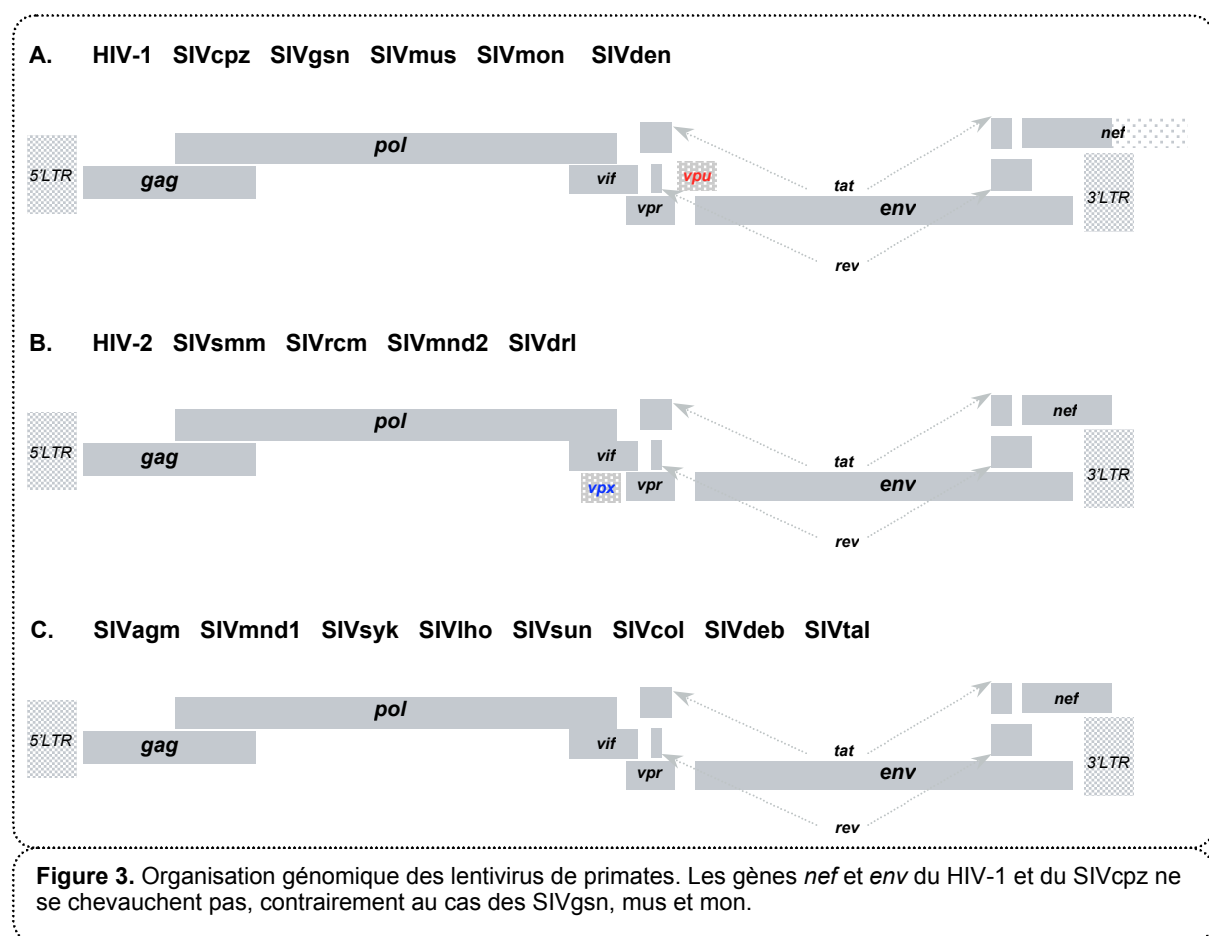 A. HIV-1 SIVcpz SIVgsn SIVmus SIVmon SIVden
5'LTR
gag
pol
vif
vpr
vpu
tat
rev
env
nef
3'LTR
B. HIV-2 SIVsmm SIVrcm SIVmnd2 SIVdrl
5'LTR
gag
pol
vif
vpx
vpr
tat
rev
env
nef
3'LTR
C. SIVagm SIVmnd1 SIVsyk SIVlho SIVsun SIVcol SIVdeb SIVtal
5'LTR
gag
pol
vif
vpr
tat
rev
env
nef
3'LTR
Figure 3. Organisation génomique des lentivirus de primates. Les gènes nef et env du HIV-1 et du SIVcpz ne
se chevauchent pas, contrairement au cas des SIVgsn, mus et mon.